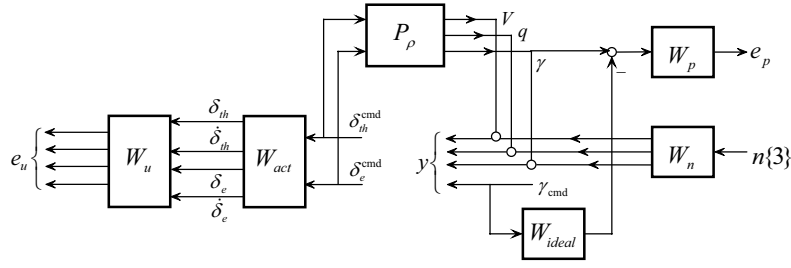 P_ρ
V
q
γ
−
W_p
e_p
δ_th^cmd
δ_e^cmd
δ_th
δ̇_th
δ_e
δ̇_e
e_u
W_u
W_act
y
W_n
n{3}
γ_cmd
W_ideal